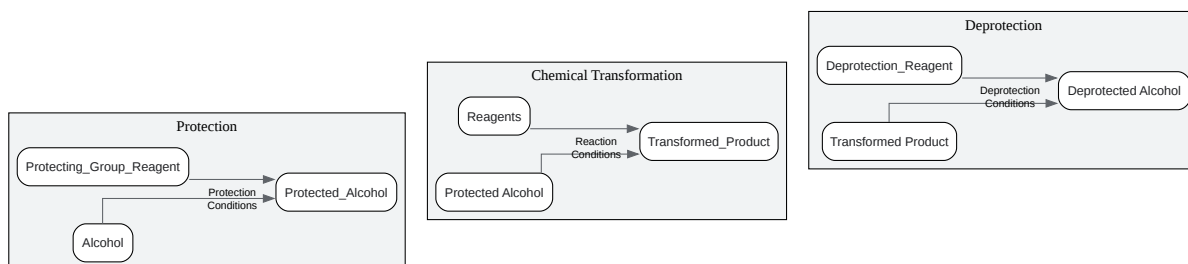 Protection
Protecting_Group_Reagent
Protected_Alcohol
Protection
Conditions
Alcohol
Chemical Transformation
Reagents
Transformed_Product
Reaction
Conditions
Protected Alcohol
Deprotection
Deprotection_Reagent
Deprotected Alcohol
Deprotection
Conditions
Transformed Product